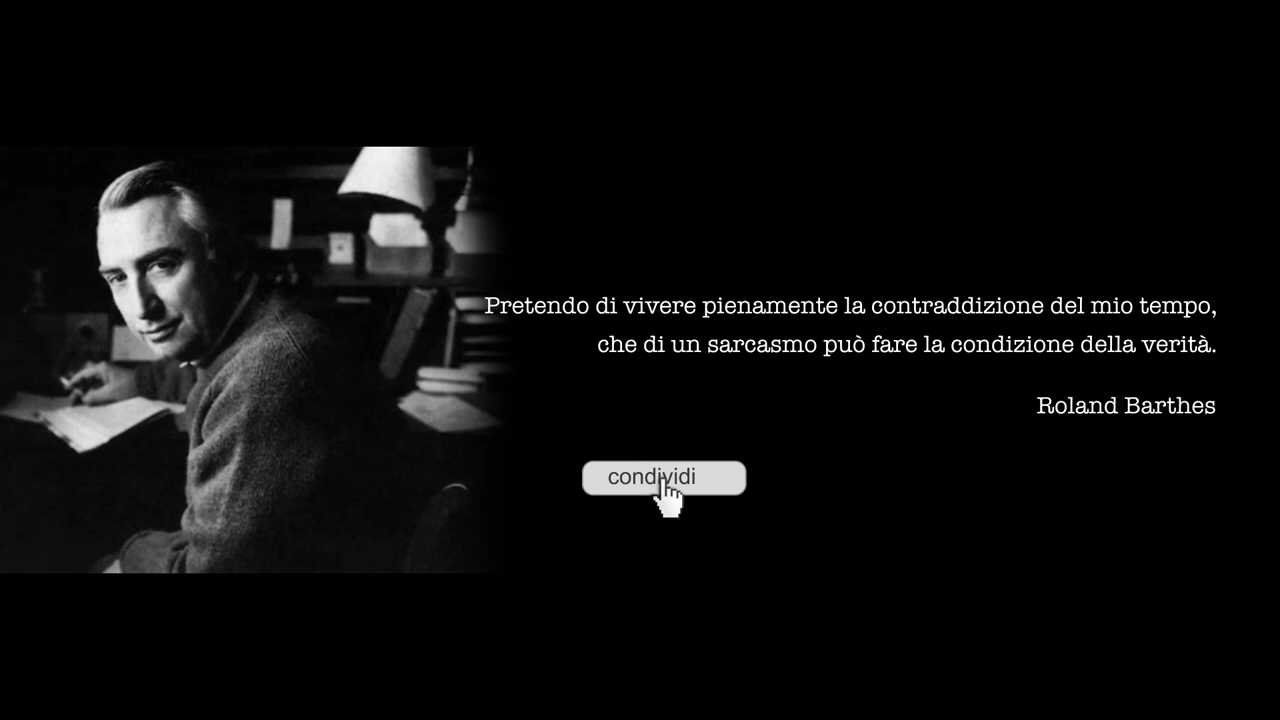 Pretendo di vivere pienamente la contraddizione del mio tempo,
che di un sarcasmo può fare la condizione della verità.
Roland Barthes
condividi